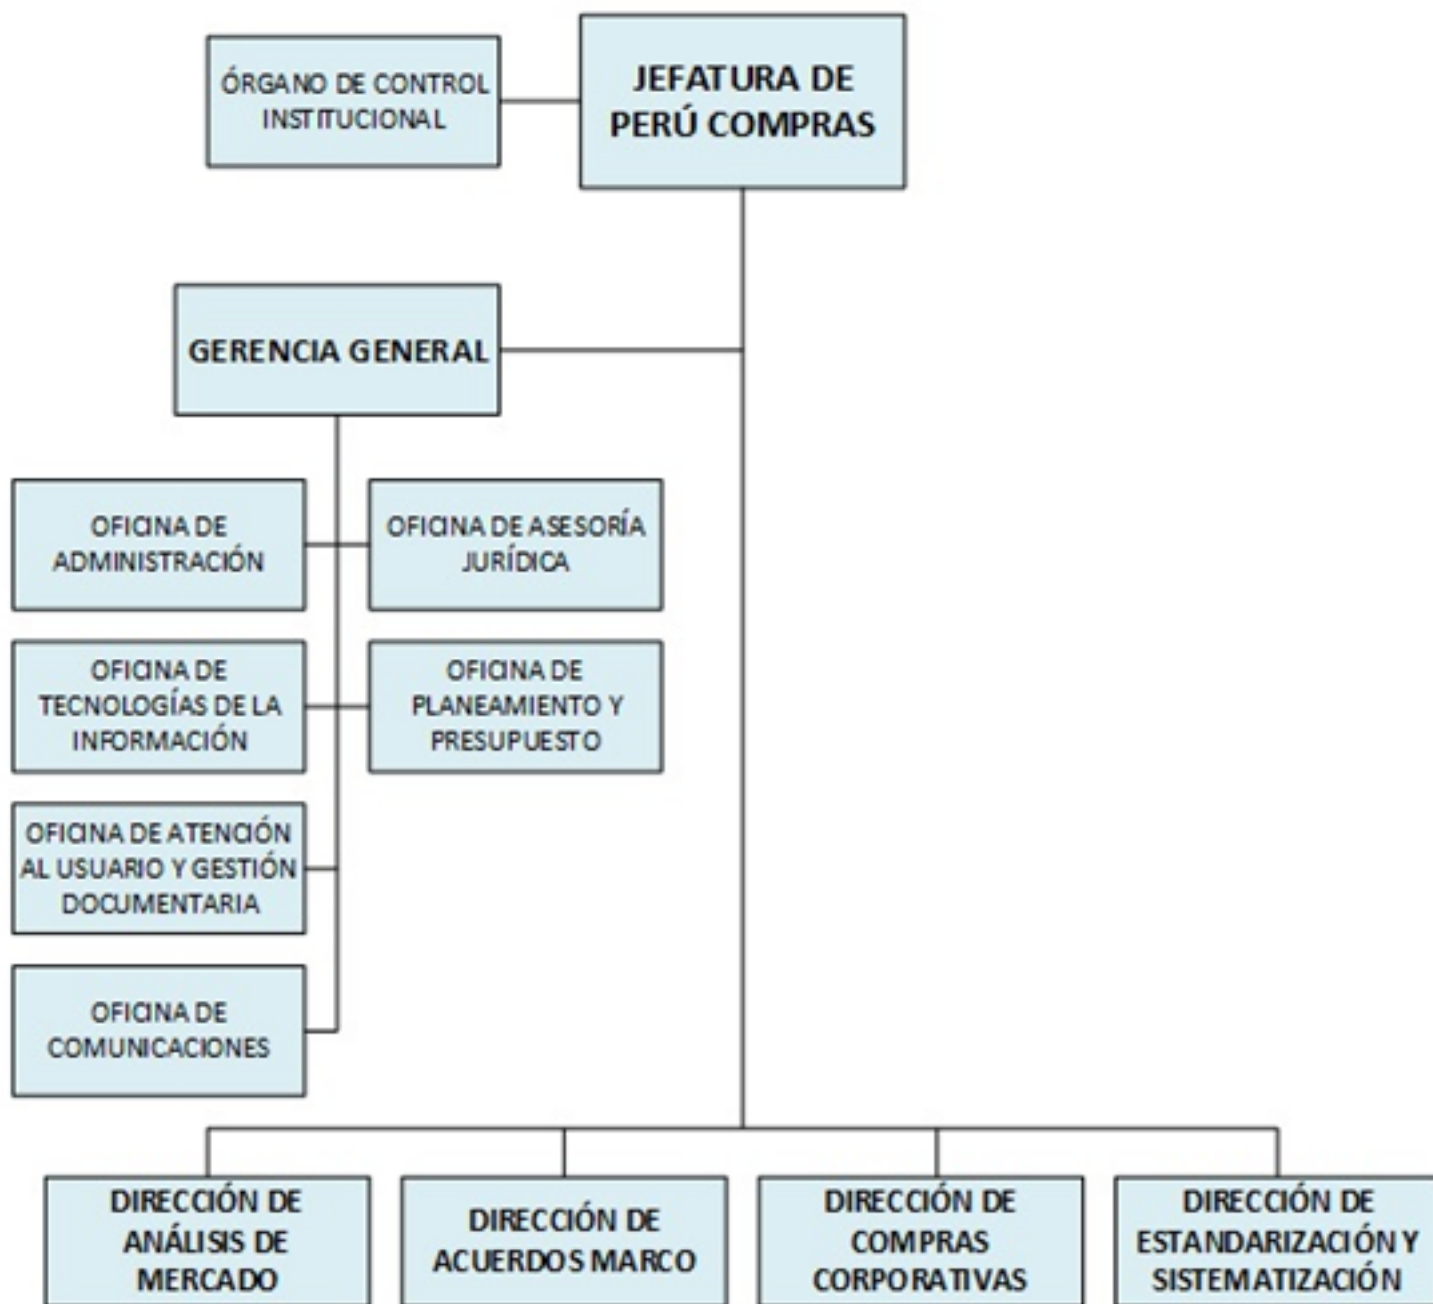 ÓRGANO DE CONTROL
INSTITUCIONAL
JEFATURA DE
PERÚ COMPRAS
GERENCIA GENERAL
OFICINA DE
ADMINISTRACIÓN
OFICINA DE ASESORÍA
JURÍDICA
OFICINA DE
TECNOLOGÍAS DE LA
INFORMACIÓN
OFICINA DE
PLANEAMIENTO Y
PRESUPUESTO
OFICINA DE ATENCIÓN
AL USUARIO Y GESTIÓN
DOCUMENTARIA
OFICINA DE
COMUNICACIONES
DIRECCIÓN DE
ANÁLISIS DE
MERCADO
DIRECCIÓN DE
ACUERDOS MARCO
DIRECCIÓN DE
COMPRAS
CORPORATIVAS
DIRECCIÓN DE
ESTANDARIZACIÓN Y
SISTEMATIZACIÓN